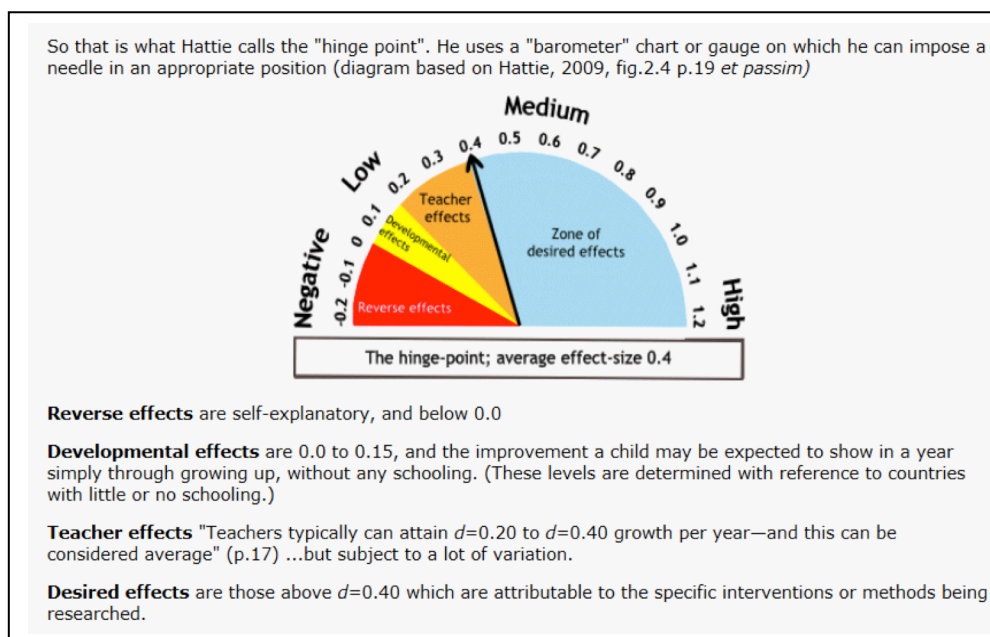 So that is what Hattie calls the "hinge point". He uses a "barometer" chart or gauge on which he can impose a
needle in an appropriate position (diagram based on Hattie, 2009, fig.2.4 p.19 et passim)
Medium
Low
Negative
High
-0.2 -0.1 0 0.1 0.2 0.3 0.4 0.5 0.6 0.7 0.8 0.9 1.0 1.1 1.2
Reverse effects
Developmental
effects
Teacher
effects
Zone of
desired effects
The hinge-point; average effect-size 0.4
Reverse effects are self-explanatory, and below 0.0
Developmental effects are 0.0 to 0.15, and the improvement a child may be expected to show in a year
simply through growing up, without any schooling. (These levels are determined with reference to countries
with little or no schooling.)
Teacher effects "Teachers typically can attain d=0.20 to d=0.40 growth per year—and this can be
considered average" (p.17) ...but subject to a lot of variation.
Desired effects are those above d=0.40 which are attributable to the specific interventions or methods being
researched.